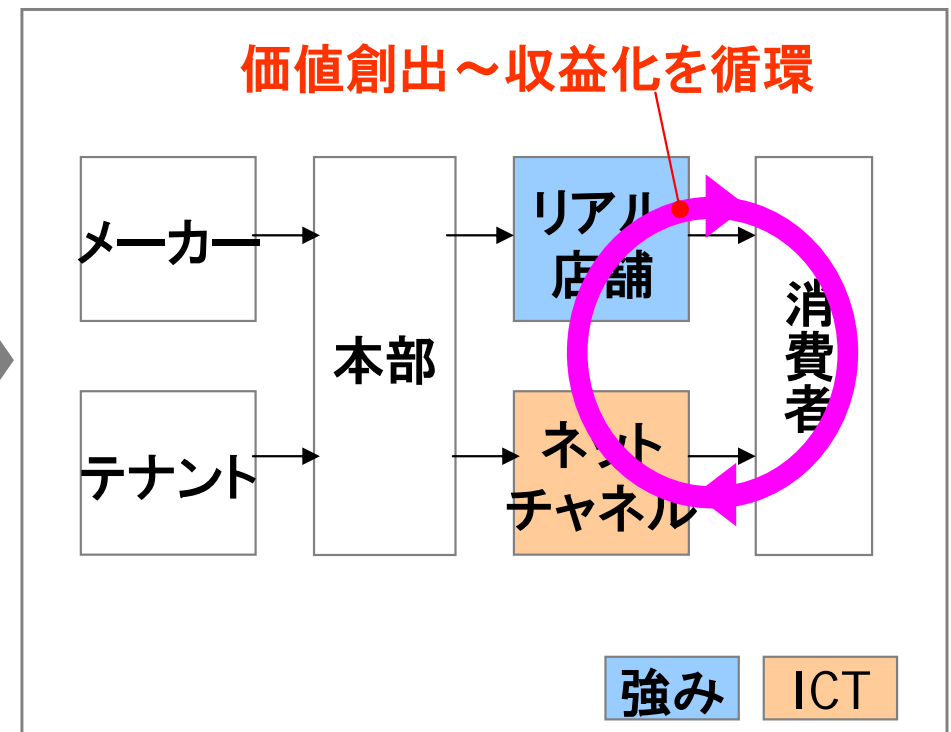 価値創出～収益化を循環
メーカー
テナント
本部
リアル
店舗
ネット
チャネル
消費者
強み
ICT